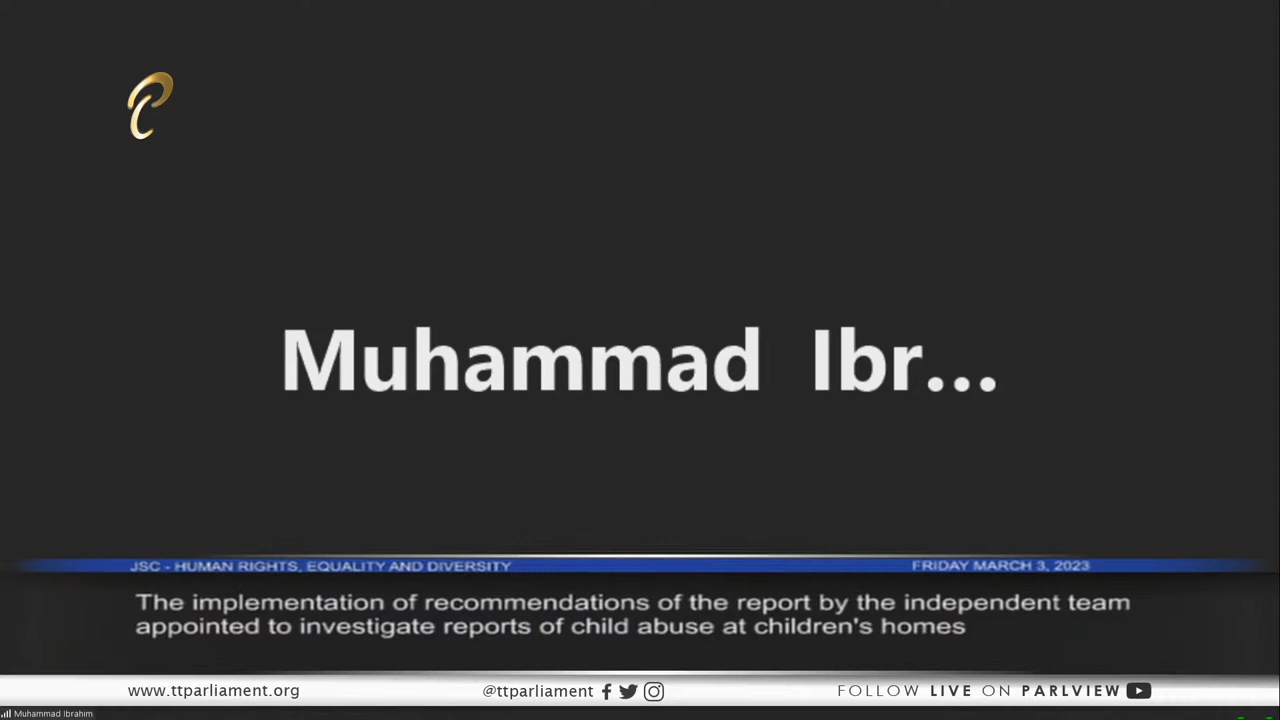 Muhammad Ibr...
JSC - HUMAN RIGHTS, EQUALITY AND DIVERSITY
FRIDAY MARCH 3, 2023
The implementation of recommendations of the report by the independent team
appointed to investigate reports of child abuse at children's homes
www.ttparliament.org
@ttparliament
FOLLOW LIVE ON PARLVIEW
Muhammad Ibrahim